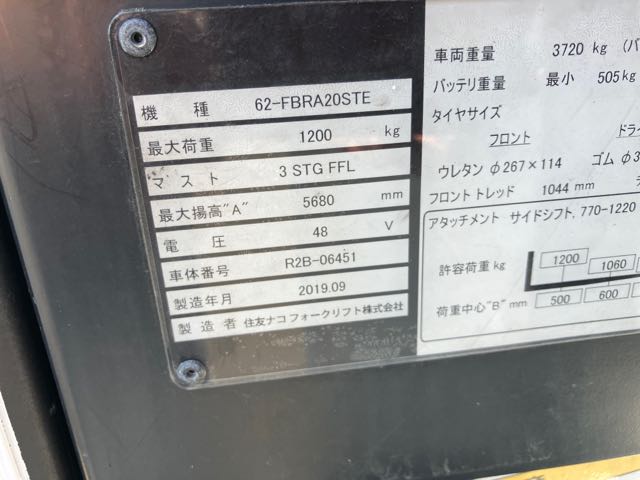 機 種 62-FBRA20STE
最大荷重 1200 kg
マスト 3 STG FFL
最大揚高"A" 5680 mm
電 圧 48 V
車体番号 R2B-06451
製造年月 2019.09
製造者 住友ナコ フォークリフト株式会社
車両重量 3720 kg (バ
バッテリ重量 最小 505 kg
タイヤサイズ
フロント ドラ
ウレタン φ267×114 ゴム φ3
フロント トレッド 1044 mm
アタッチメント サイドシフト, 770-1220
許容荷重 kg 1200 1060
荷重中心"B" mm 500 600